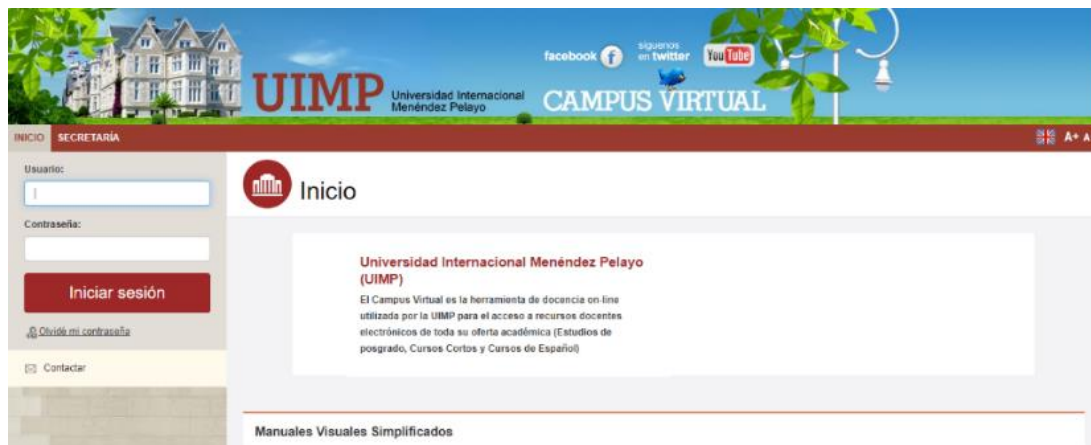 facebook
síguenos
en twitter
You Tube
UIMP
Universidad Internacional
Menéndez Pelayo
CAMPUS VIRTUAL
INICIO SECRETARÍA
A+ A
Usuario:
Inicio
Contraseña:
Iniciar sesión
Olvidé mi contraseña
Contactar
Universidad Internacional Menéndez Pelayo
(UIMP)
El Campus Virtual es la herramienta de docencia on-line
utilizada por la UIMP para el acceso a recursos docentes
electrónicos de toda su oferta académica (Estudios de
posgrado, Cursos Cortos y Cursos de Español)
Manuales Visuales Simplificados